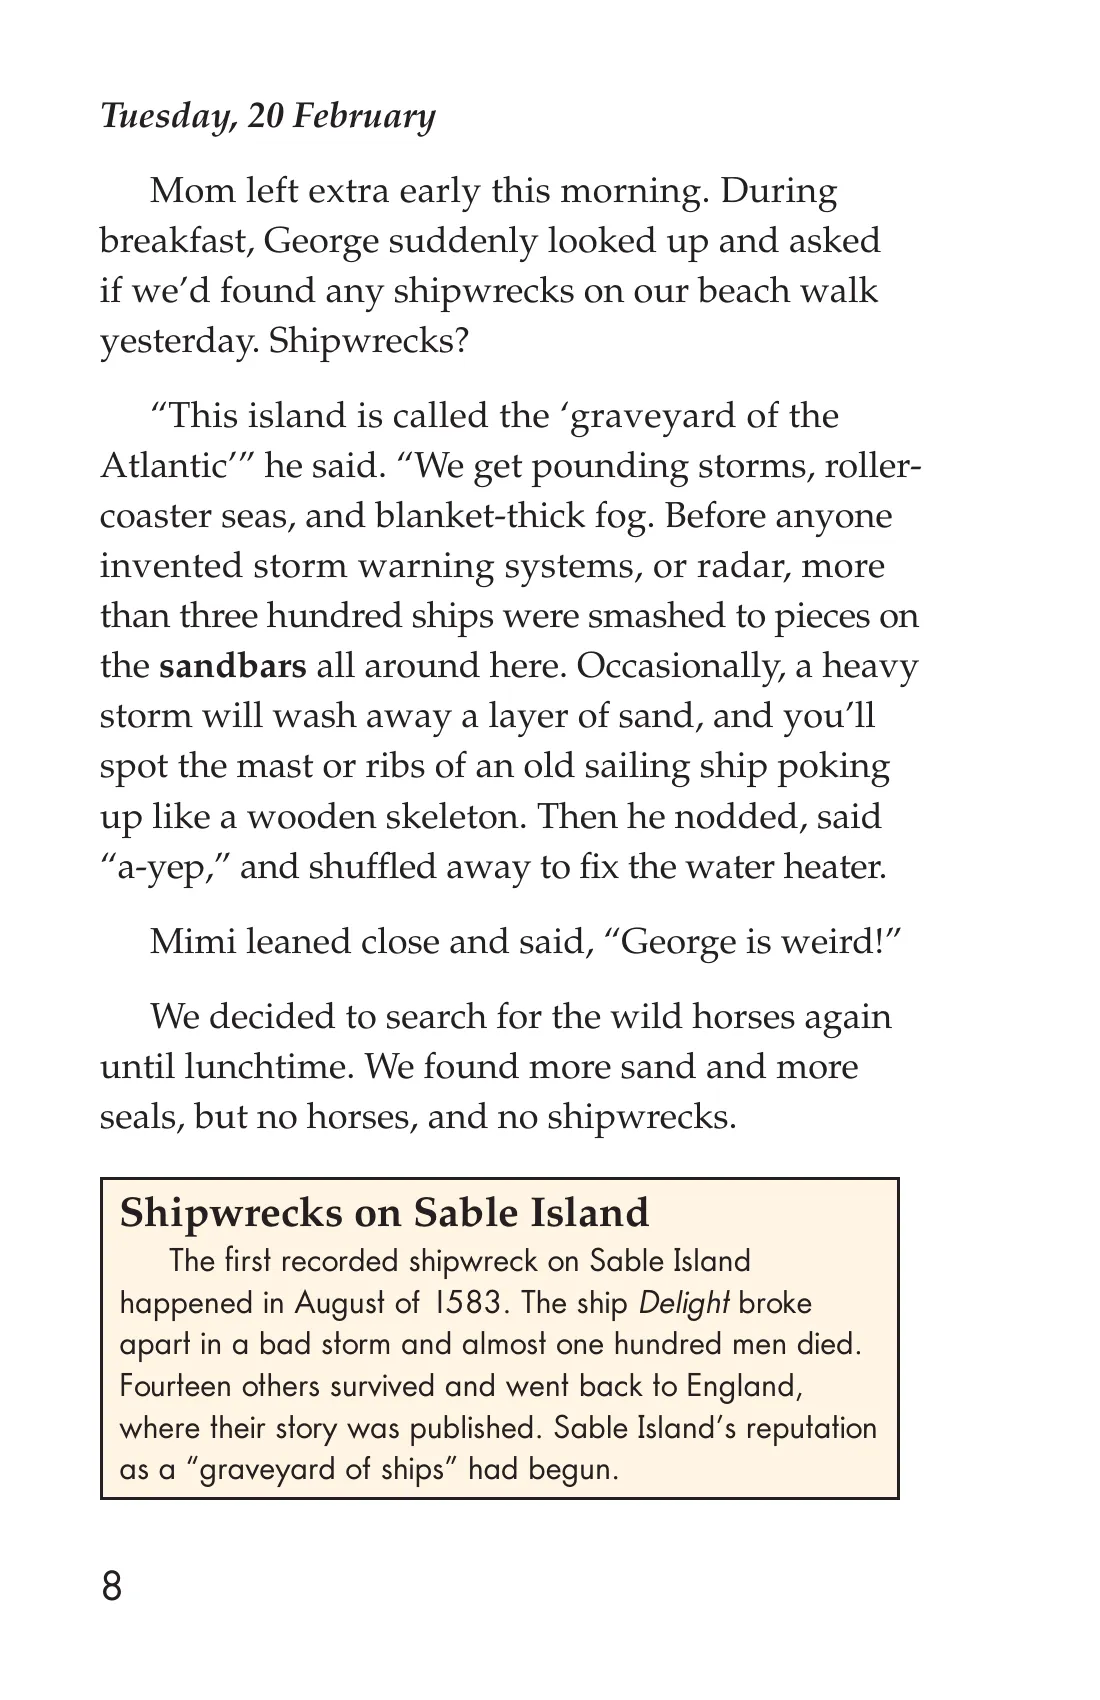 Tuesday, 20 February
Mom left extra early this morning. During
breakfast, George suddenly looked up and asked
if we’d found any shipwrecks on our beach walk
yesterday. Shipwrecks?
“This island is called the ‘graveyard of the
Atlantic’” he said. “We get pounding storms, roller-
coaster seas, and blanket-thick fog. Before anyone
invented storm warning systems, or radar, more
than three hundred ships were smashed to pieces on
the sandbars all around here. Occasionally, a heavy
storm will wash away a layer of sand, and you’ll
spot the mast or ribs of an old sailing ship poking
up like a wooden skeleton. Then he nodded, said
“a-yep,” and shuffled away to fix the water heater.
Mimi leaned close and said, “George is weird!”
We decided to search for the wild horses again
until lunchtime. We found more sand and more
seals, but no horses, and no shipwrecks.
Shipwrecks on Sable Island
The first recorded shipwreck on Sable Island
happened in August of 1583. The ship Delight broke
apart in a bad storm and almost one hundred men died.
Fourteen others survived and went back to England,
where their story was published. Sable Island’s reputation
as a “graveyard of ships” had begun.
8